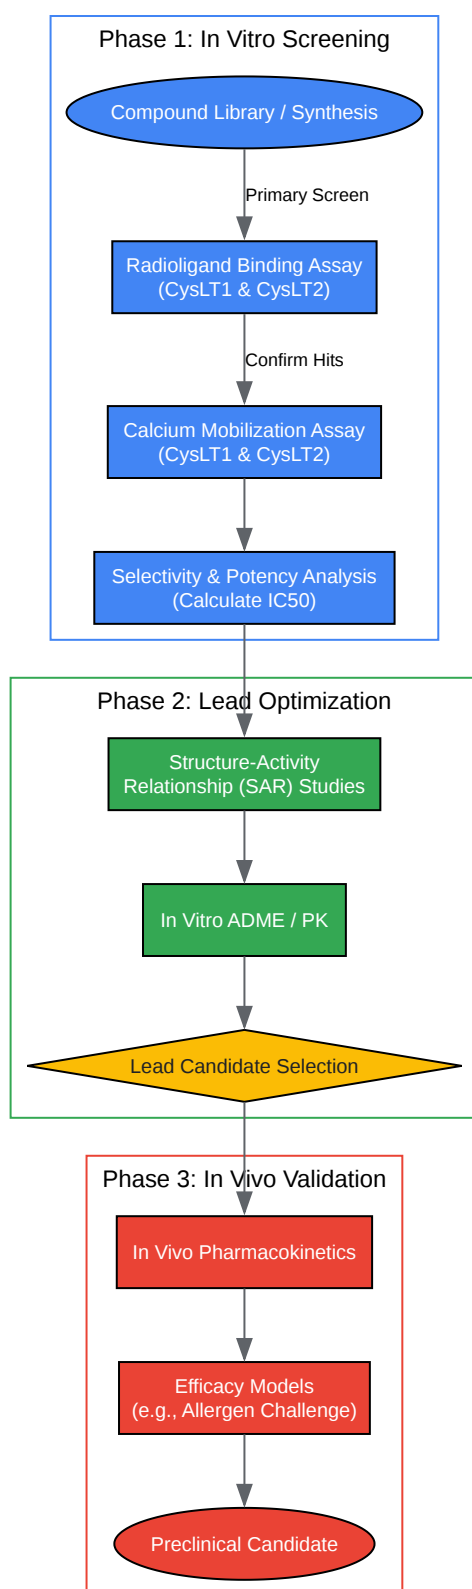 Phase 1: In Vitro Screening
Compound Library / Synthesis
Primary Screen
Radioligand Binding Assay
(CysLT1 & CysLT2)
Confirm Hits
Calcium Mobilization Assay
(CysLT1 & CysLT2)
Selectivity & Potency Analysis
(Calculate IC50)
Phase 2: Lead Optimization
Structure-Activity
Relationship (SAR) Studies
In Vitro ADME / PK
Lead Candidate Selection
Phase 3: In Vivo Validation
In Vivo Pharmacokinetics
Efficacy Models
(e.g., Allergen Challenge)
Preclinical Candidate